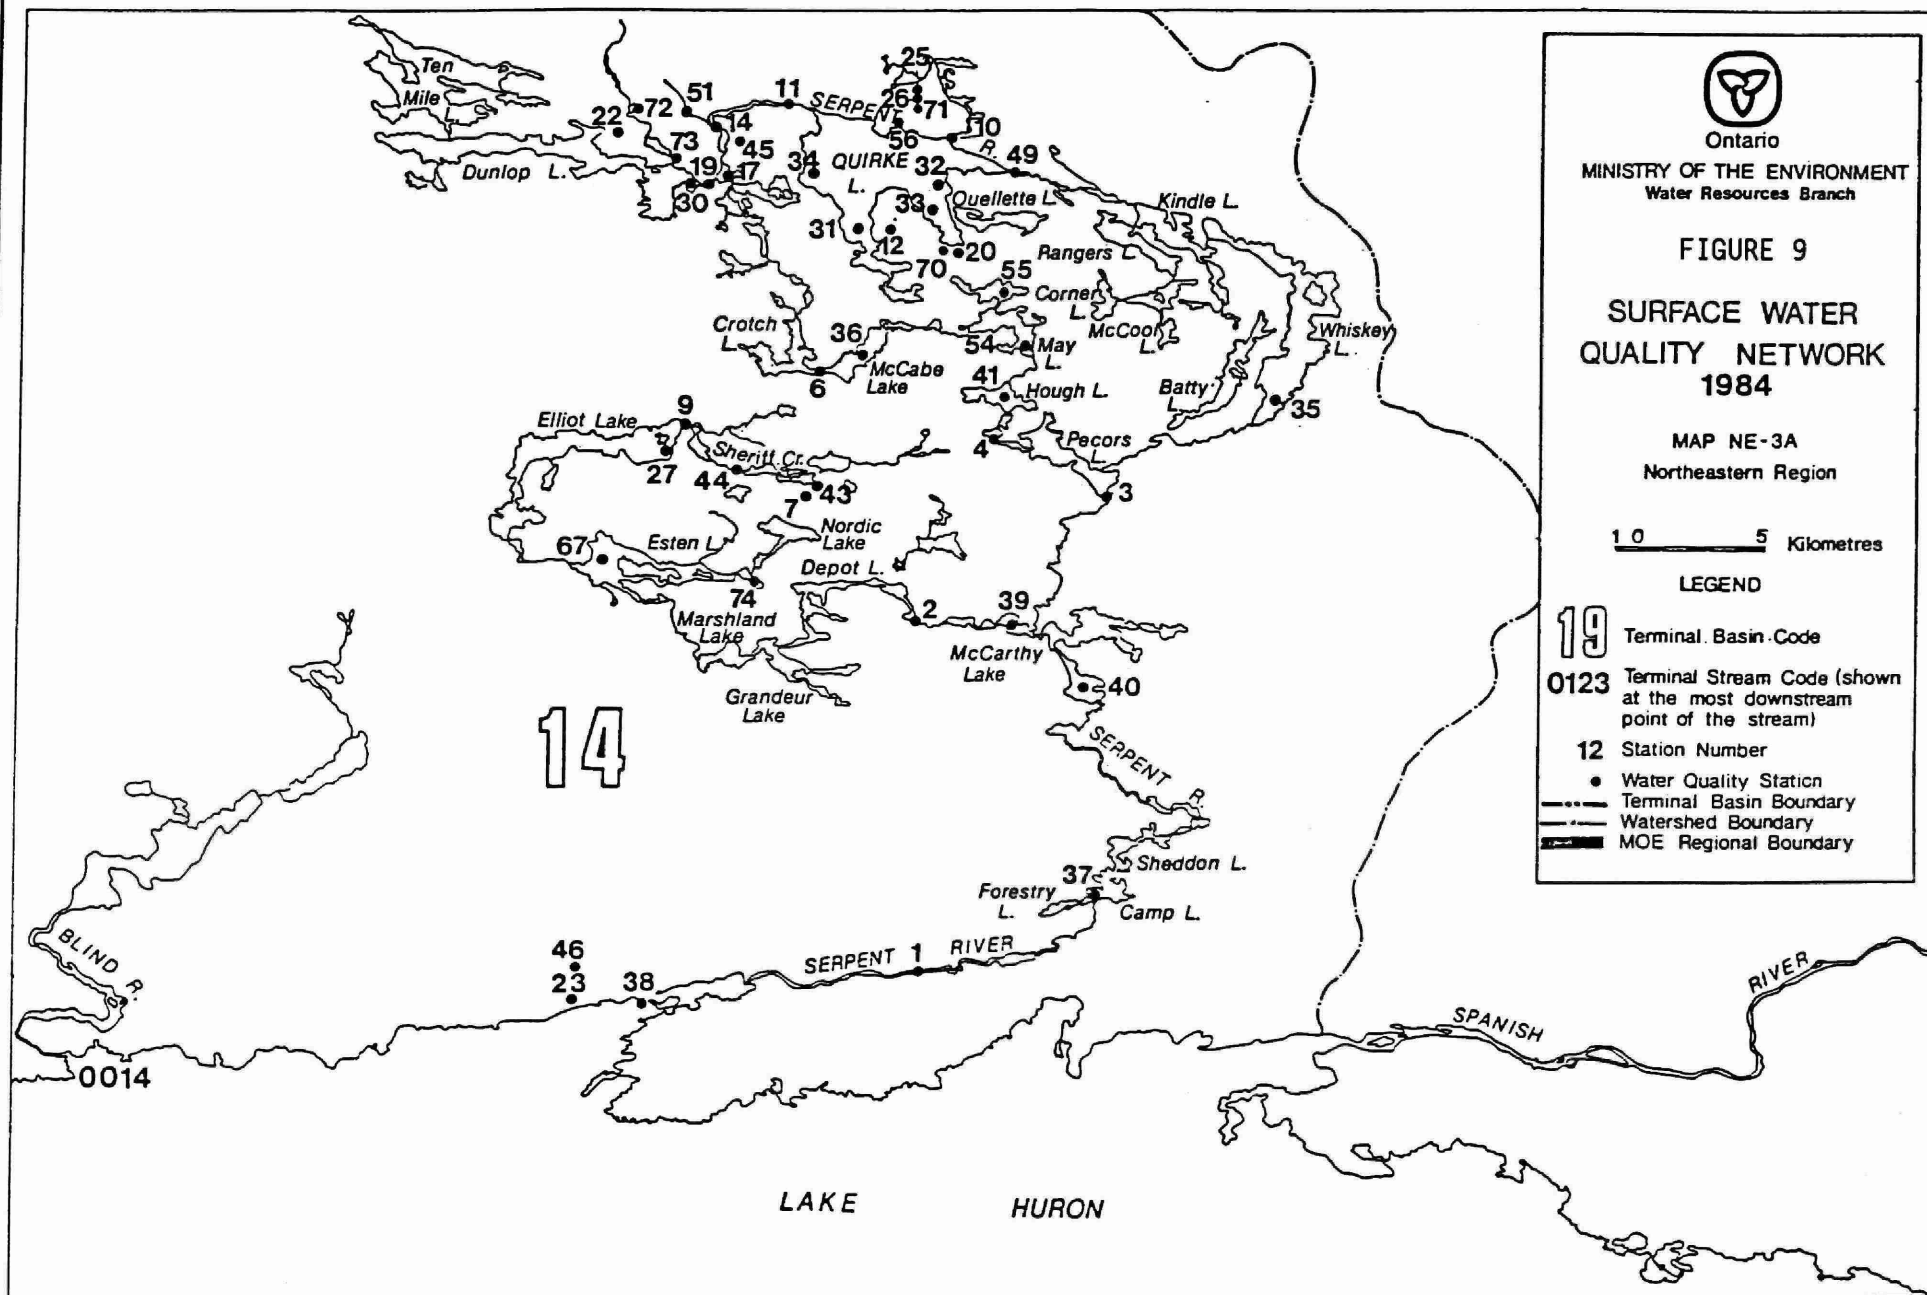 25
Ten
Mile
51
11
SERPENT
26
71
72
22
14
10
56
R.
45
73
QUIRKE
L.
49
34
32
Dunlop L.
19
17
30
33
Ouellette L.
Kindle L.
31
12
20
70
Rangers L.
55
Corner
L.
McCool
L.
Whiskey
L.
Crotch
L.
36
54
May
L.
McCabe
Lake
6
41
Hough L.
Batty
L.
35
9
Elliot Lake
Sheriff Cr.
4
Pecors
L.
27
44
43
7
3
Nordic
Lake
67
Esten L.
Depot L.
74
2
39
Marshland
Lake
McCarthy
Lake
40
Grandeur
Lake
14
SERPENT R.
Sheddon L.
37
Forestry
L.
Camp L.
BLIND R.
46
SERPENT RIVER
1
23
38
RIVER
SPANISH
0014
LAKE HURON
Ontario
MINISTRY OF THE ENVIRONMENT
Water Resources Branch
FIGURE 9
SURFACE WATER
QUALITY NETWORK
1984
MAP NE-3A
Northeastern Region
1 0 5 Kilometres
LEGEND
19 Terminal Basin Code
0123 Terminal Stream Code (shown
at the most downstream
point of the stream)
12 Station Number
Water Quality Station
Terminal Basin Boundary
Watershed Boundary
MOE Regional Boundary